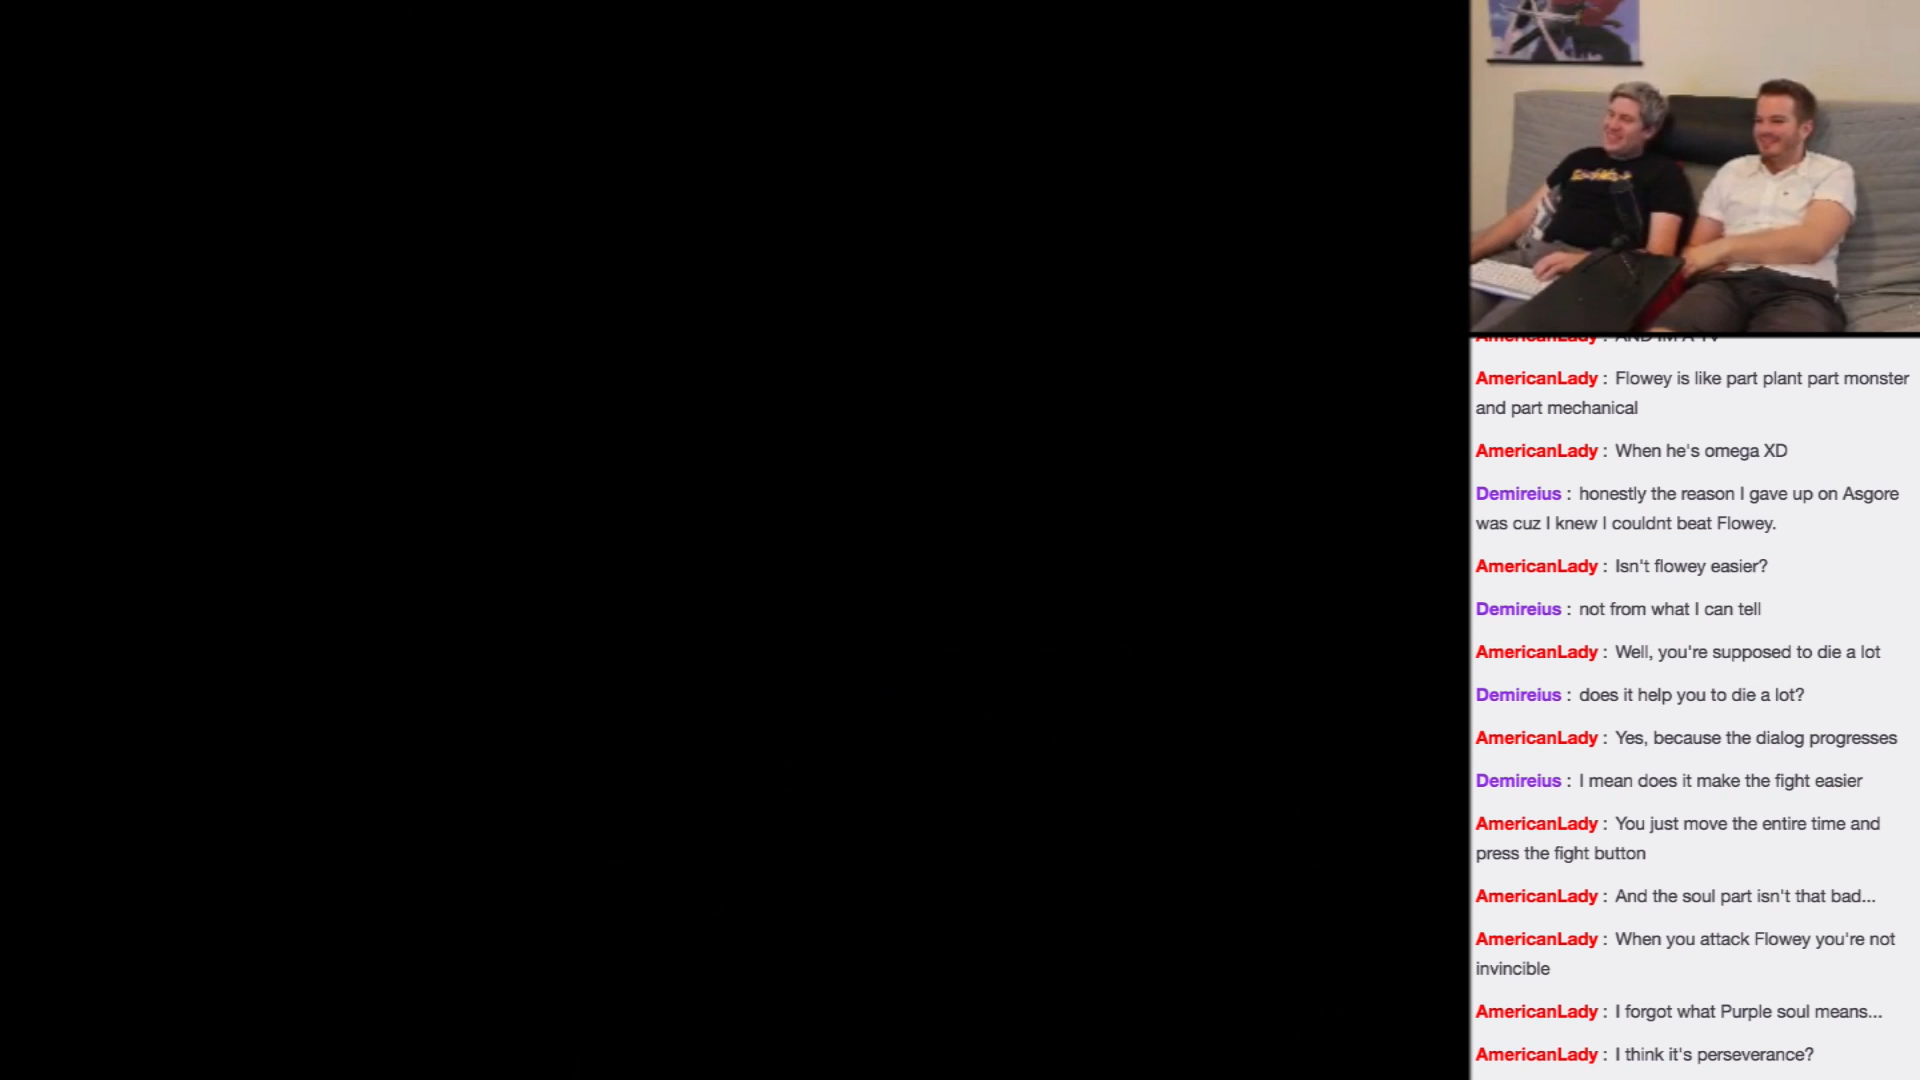 AmericanLady : AND IM A TV
AmericanLady : Flowey is like part plant part monster
and part mechanical
AmericanLady : When he's omega XD
Demireius : honestly the reason I gave up on Asgore
was cuz I knew I couldnt beat Flowey.
AmericanLady : Isn't flowey easier?
Demireius : not from what I can tell
AmericanLady : Well, you're supposed to die a lot
Demireius : does it help you to die a lot?
AmericanLady : Yes, because the dialog progresses
Demireius : I mean does it make the fight easier
AmericanLady : You just move the entire time and
press the fight button
AmericanLady : And the soul part isn't that bad...
AmericanLady : When you attack Flowey you're not
invincible
AmericanLady : I forgot what Purple soul means...
AmericanLady : I think it's perseverance?